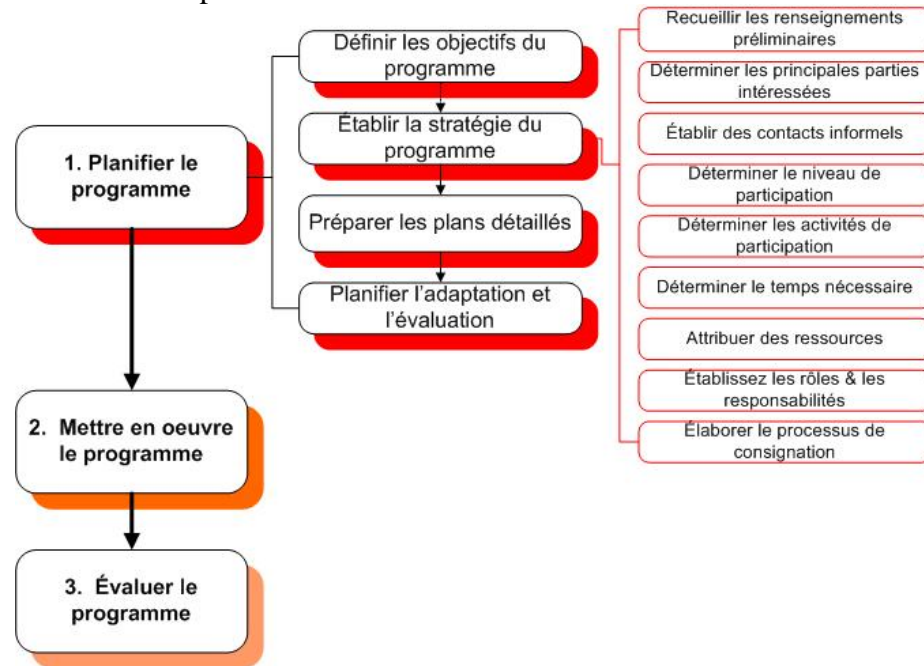 1. Planifier le
programme
2. Mettre en oeuvre
le programme
3. Évaluer le
programme
Définir les objectifs du
programme
Établir la stratégie du
programme
Préparer les plans détaillés
Planifier l'adaptation et
l'évaluation
Recueillir les renseignements
préliminaires
Déterminer les principales parties
intéressées
Établir des contacts informels
Déterminer le niveau de
participation
Déterminer les activités de
participation
Déterminer le temps nécessaire
Attribuer des ressources
Établissez les rôles & les
responsabilités
Élaborer le processus de
consignation